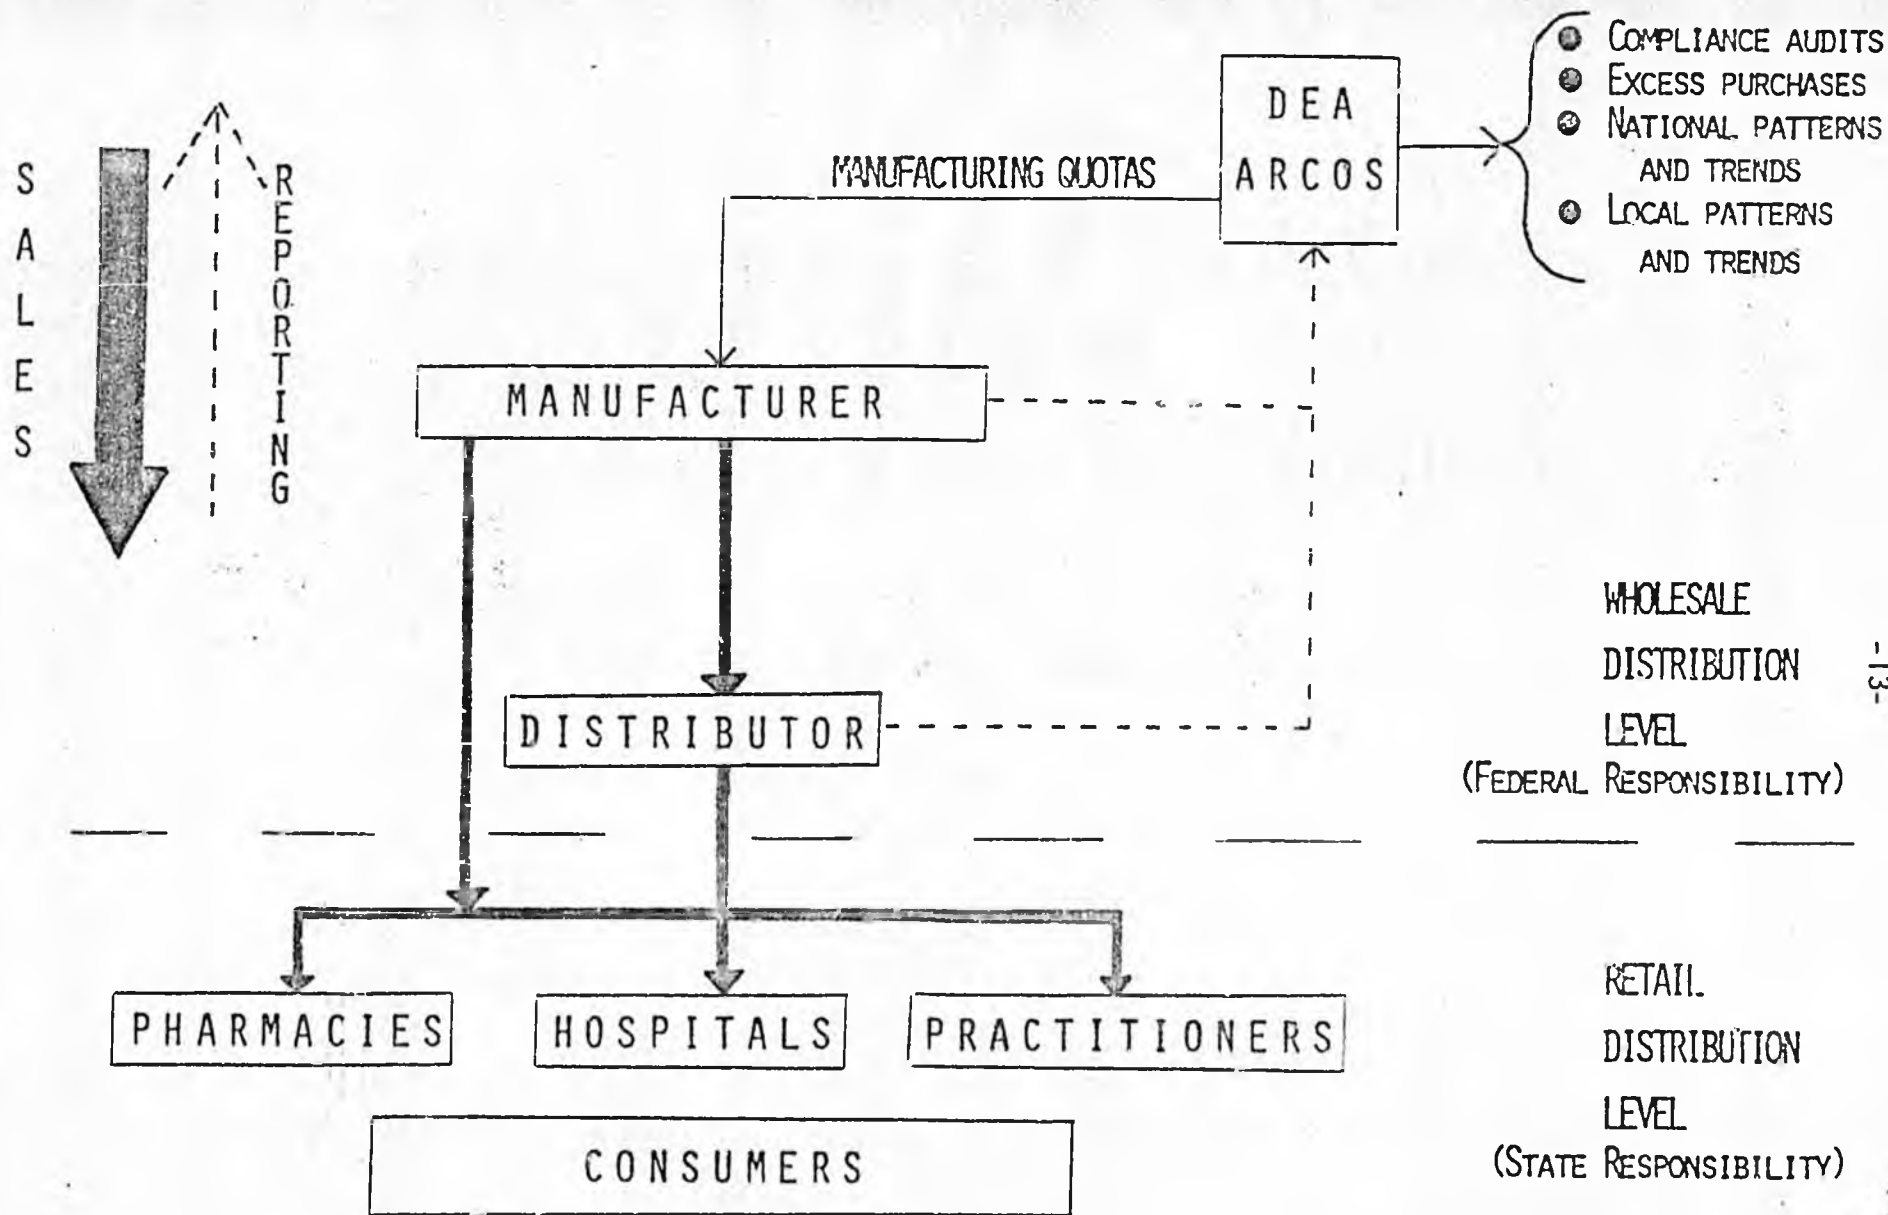 SALES
REPORTING
DEA
ARCOS
COMPLIANCE AUDITS
EXCESS PURCHASES
NATIONAL PATTERNS
AND TRENDS
LOCAL PATTERNS
AND TRENDS
MANUFACTURING QUOTAS
MANUFACTURER
DISTRIBUTOR
WHOLESALE
DISTRIBUTION
LEVEL
(FEDERAL RESPONSIBILITY)
-13-
PHARMACIES
HOSPITALS
PRACTITIONERS
CONSUMERS
RETAIL
DISTRIBUTION
LEVEL
(STATE RESPONSIBILITY)